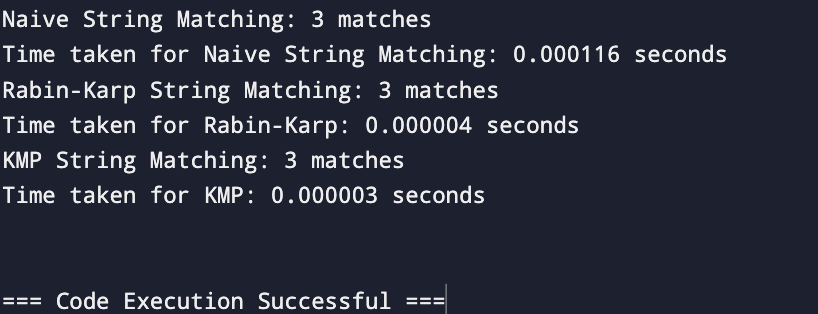 Naive String Matching: 3 matches
Time taken for Naive String Matching: 0.000116 seconds
Rabin-Karp String Matching: 3 matches
Time taken for Rabin-Karp: 0.000004 seconds
KMP String Matching: 3 matches
Time taken for KMP: 0.000003 seconds
=== Code Execution Successful ===